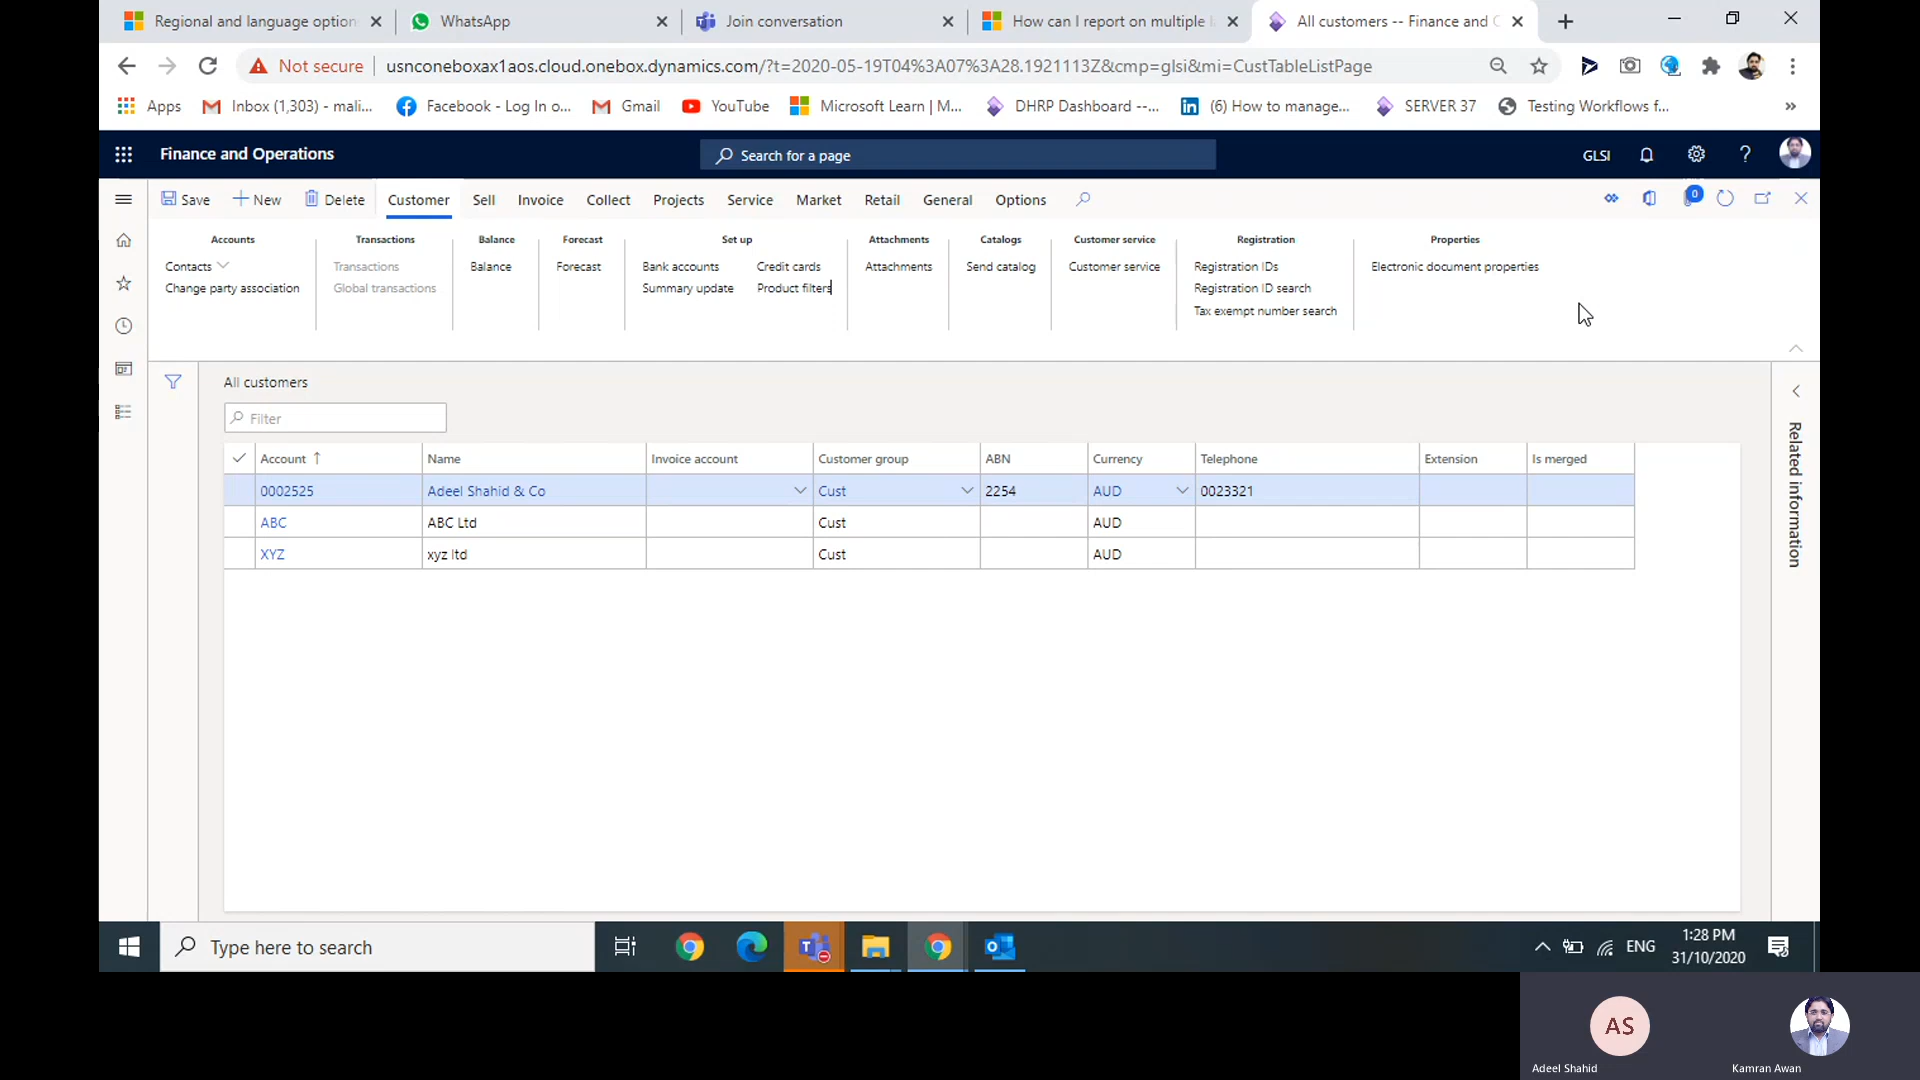 Regional and language option
WhatsApp
Join conversation
How can I report on multiple
All customers -- Finance and O
Not secure
usnconeboxax1aos.cloud.onebox.dynamics.com/?t=2020-05-19T04%3A07%3A28.1921113Z&cmp=glsi&mi=CustTableListPage
Apps
Inbox (1,303) - mali...
Facebook - Log In o...
Gmail
YouTube
Microsoft Learn | M...
DHRP Dashboard --...
(6) How to manage...
SERVER 37
Testing Workflows f...
»
Finance and Operations
Search for a page
GLSI
?
Save
New
Delete
Customer
Sell
Invoice
Collect
Projects
Service
Market
Retail
General
Options
0
Accounts
Transactions
Balance
Forecast
Set up
Attachments
Catalogs
Customer service
Registration
Properties
Contacts
Transactions
Balance
Forecast
Bank accounts
Credit cards
Attachments
Send catalog
Customer service
Registration IDs
Electronic document properties
Change party association
Global transactions
Summary update
Product filters
Registration ID search
Tax exempt number search
All customers
Filter
Related information
Account ↑ Name Invoice account Customer group ABN Currency Telephone Extension Is merged
0002525 Adeel Shahid & Co Cust 2254 AUD 0023321
ABC ABC Ltd Cust AUD
XYZ xyz ltd Cust AUD
Type here to search
ENG
1:28 PM
31/10/2020
AS
Adeel Shahid
Kamran Awan